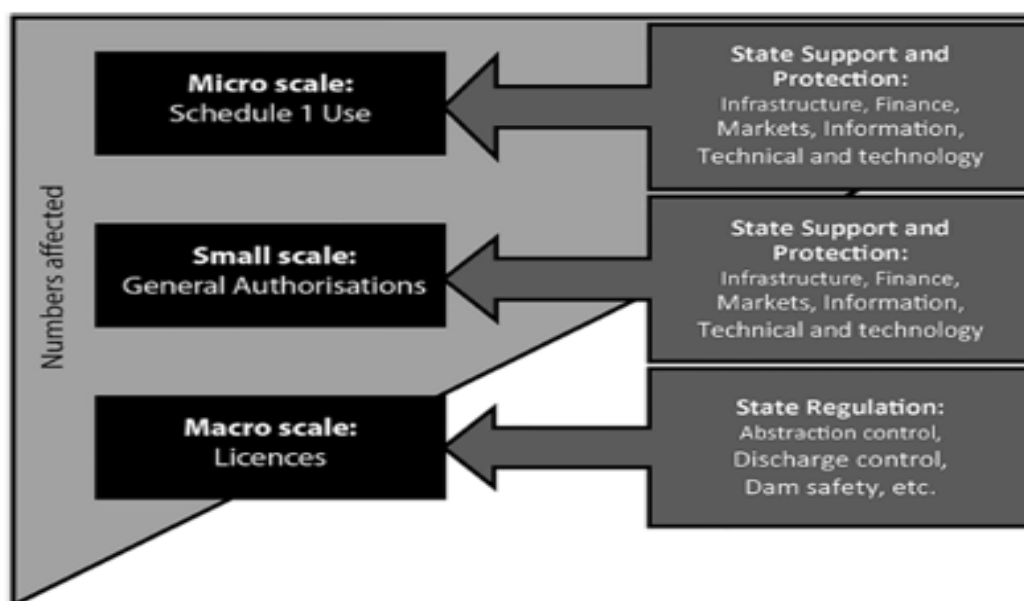 Numbers affected
Micro scale:
Schedule 1 Use
State Support and
Protection:
Infrastructure, Finance,
Markets, Information,
Technical and technology
Small scale:
General Authorisations
State Support and
Protection:
Infrastructure, Finance,
Markets, Information,
Technical and technology
Macro scale:
Licences
State Regulation:
Abstraction control,
Discharge control,
Dam safety, etc.